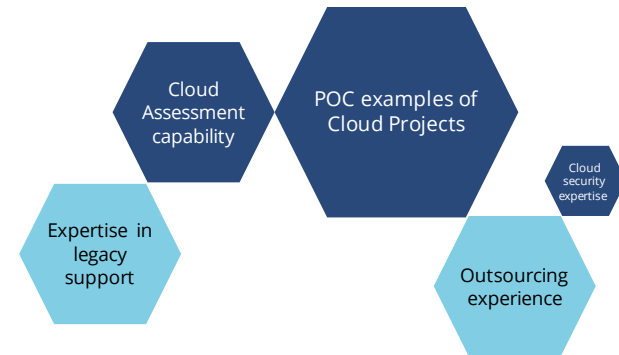 Cloud
Assessment
capability
POC examples of
Cloud Projects
Cloud
security
expertise
Expertise in
legacy
support
Outsourcing
experience